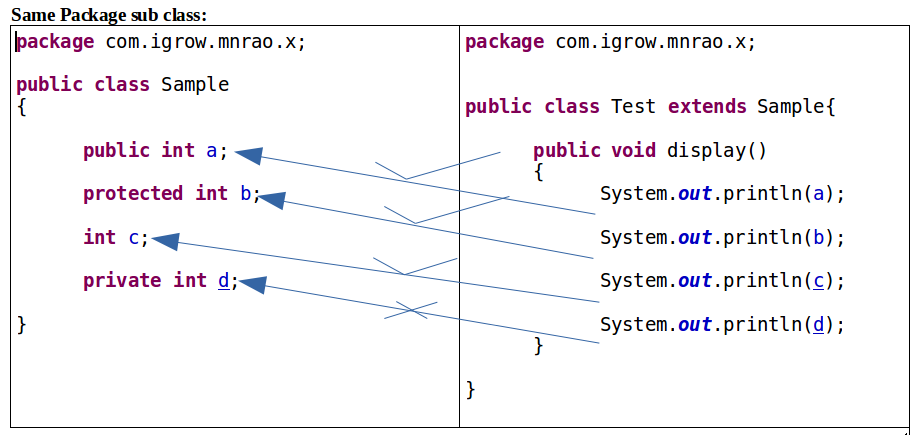 Same Package sub class:
package com.igrow.mnrao.x;
public class Sample
{
public int a;
protected int b;
int c;
private int d;
}
package com.igrow.mnrao.x;
public class Test extends Sample{
public void display()
{
System.out.println(a);
System.out.println(b);
System.out.println(c);
System.out.println(d);
}
}